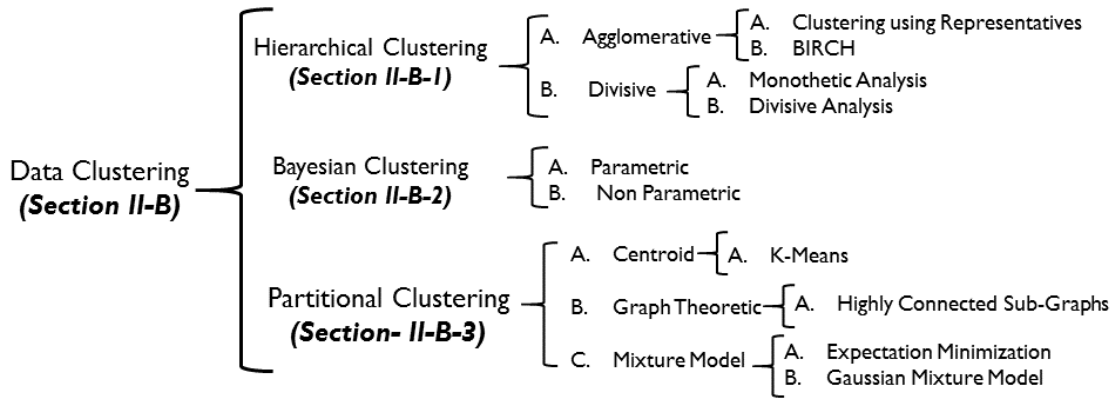 Data Clustering
(Section II-B)
Hierarchical Clustering
(Section II-B-1)
A. Agglomerative
A. Clustering using Representatives
B. BIRCH
B. Divisive
A. Monothetic Analysis
B. Divisive Analysis
Bayesian Clustering
(Section II-B-2)
A. Parametric
B. Non Parametric
Partitional Clustering
(Section- II-B-3)
A. Centroid
A. K-Means
B. Graph Theoretic
A. Highly Connected Sub-Graphs
C. Mixture Model
A. Expectation Minimization
B. Gaussian Mixture Model